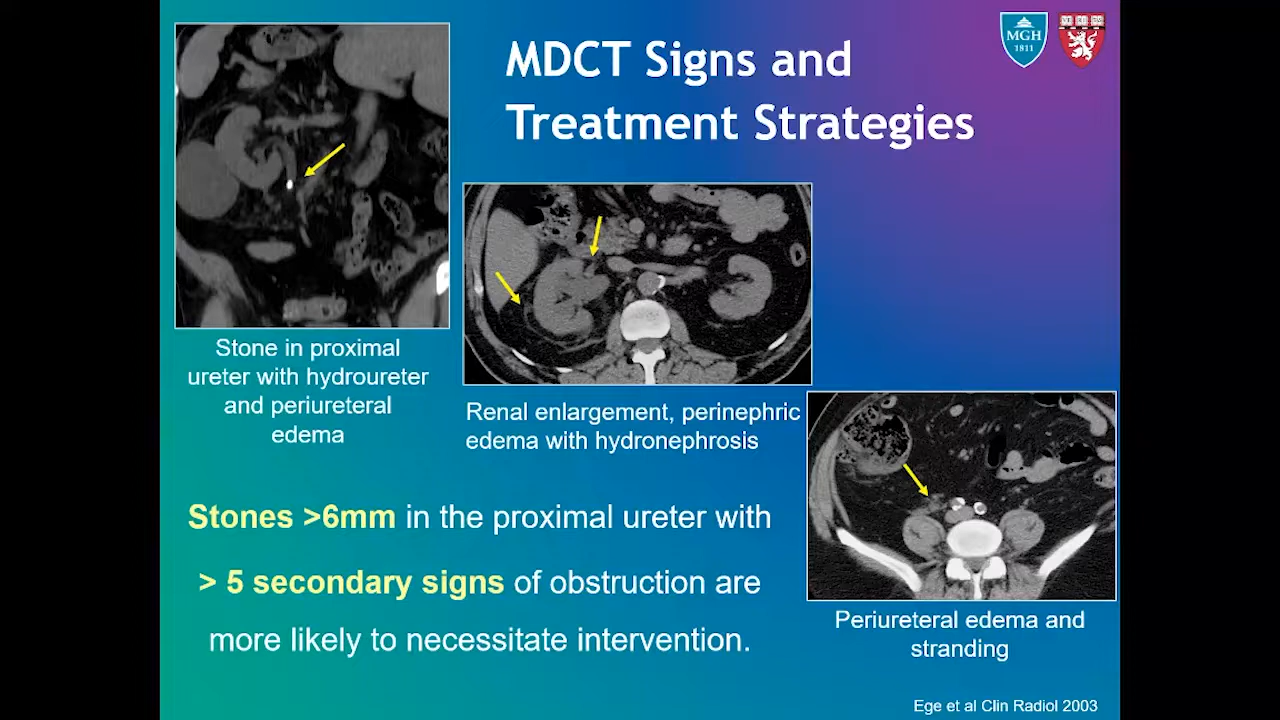 MDCT Signs and
Treatment Strategies
MGH
1811
Stone in proximal
ureter with hydroureter
and periureteral
edema
Renal enlargement, perinephric
edema with hydronephrosis
Stones >6mm in the proximal ureter with
> 5 secondary signs of obstruction are
more likely to necessitate intervention.
Periureteral edema and
stranding
Ege et al Clin Radiol 2003